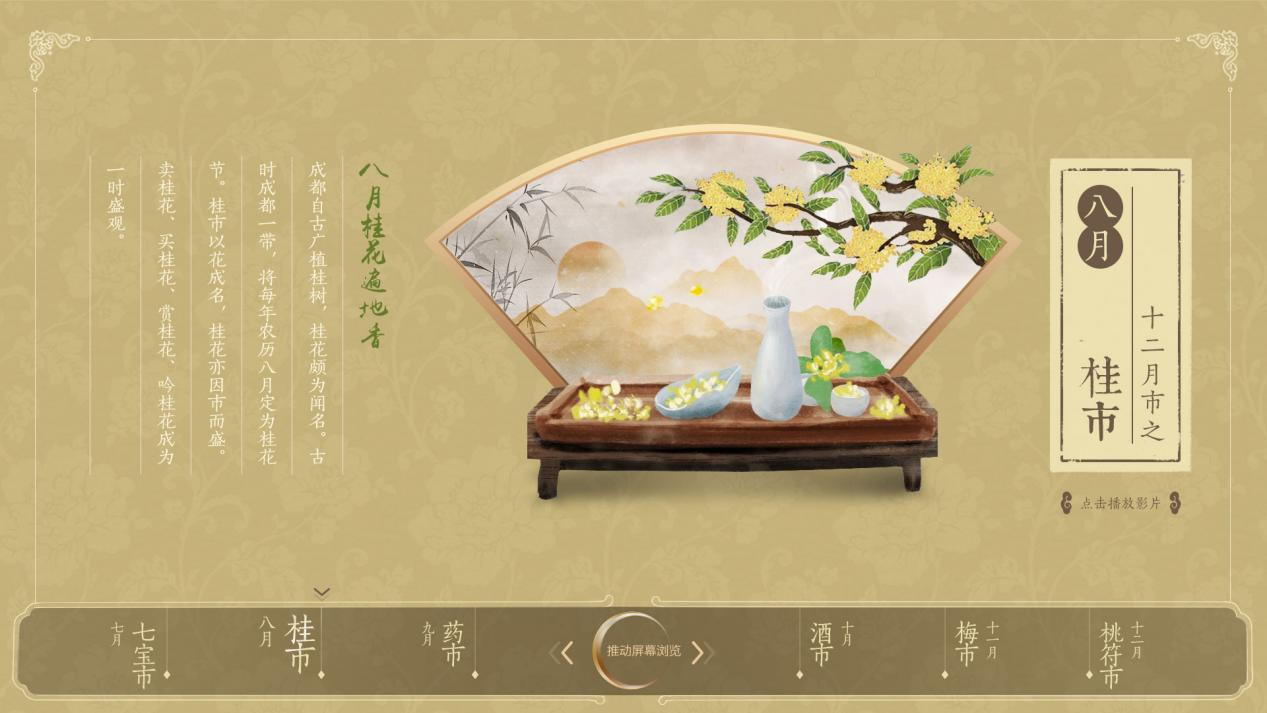 八月
十二月市之
桂市
点击播放影片
八月桂花遍地香
成都自古广植桂树，桂花颇为闻名。古
时成都一带，将每年农历八月定为桂花
节。桂市以花成名，桂花亦因市而盛。
卖桂花、买桂花、赏桂花、吟桂花成为
一时盛观。
七月
七宝市
八月
桂市
九月
药市
推动屏幕浏览
酒市
十月
梅市
十一月
桃符市
十二月